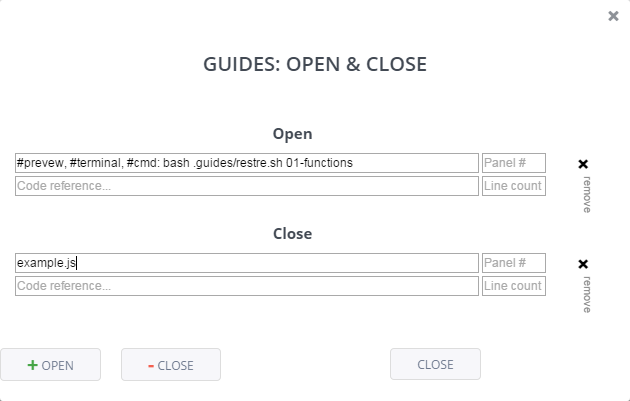 ×
GUIDES: OPEN & CLOSE
Open
#prevew, #terminal, #cmd: bash .guides/restre.sh 01-functions
Panel #
Code reference...
Line count
remove
Close
example.js
Panel #
Code reference...
Line count
remove
+ OPEN
- CLOSE
CLOSE